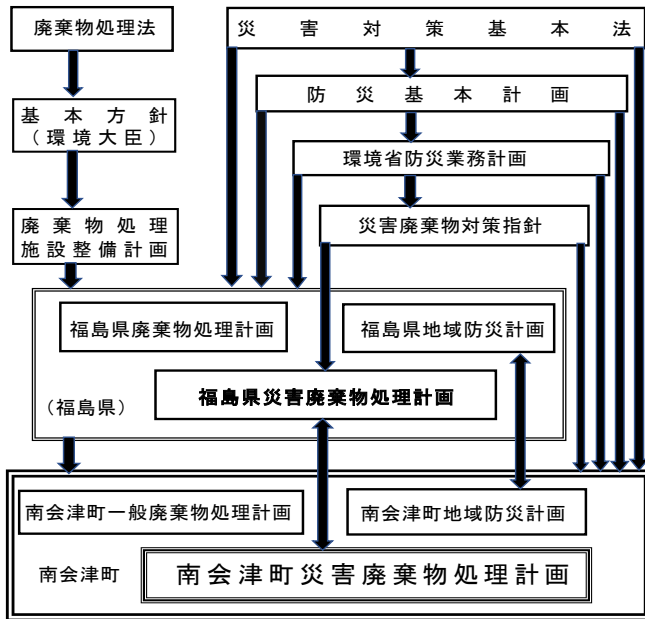 廃棄物処理法
災害対策基本法
防災基本計画
基本方針
(環境大臣)
環境省防災業務計画
廃棄物処理
施設整備計画
災害廃棄物対策指針
福島県廃棄物処理計画
福島県地域防災計画
福島県災害廃棄物処理計画
(福島県)
南会津町一般廃棄物処理計画
南会津町地域防災計画
南会津町
南会津町災害廃棄物処理計画